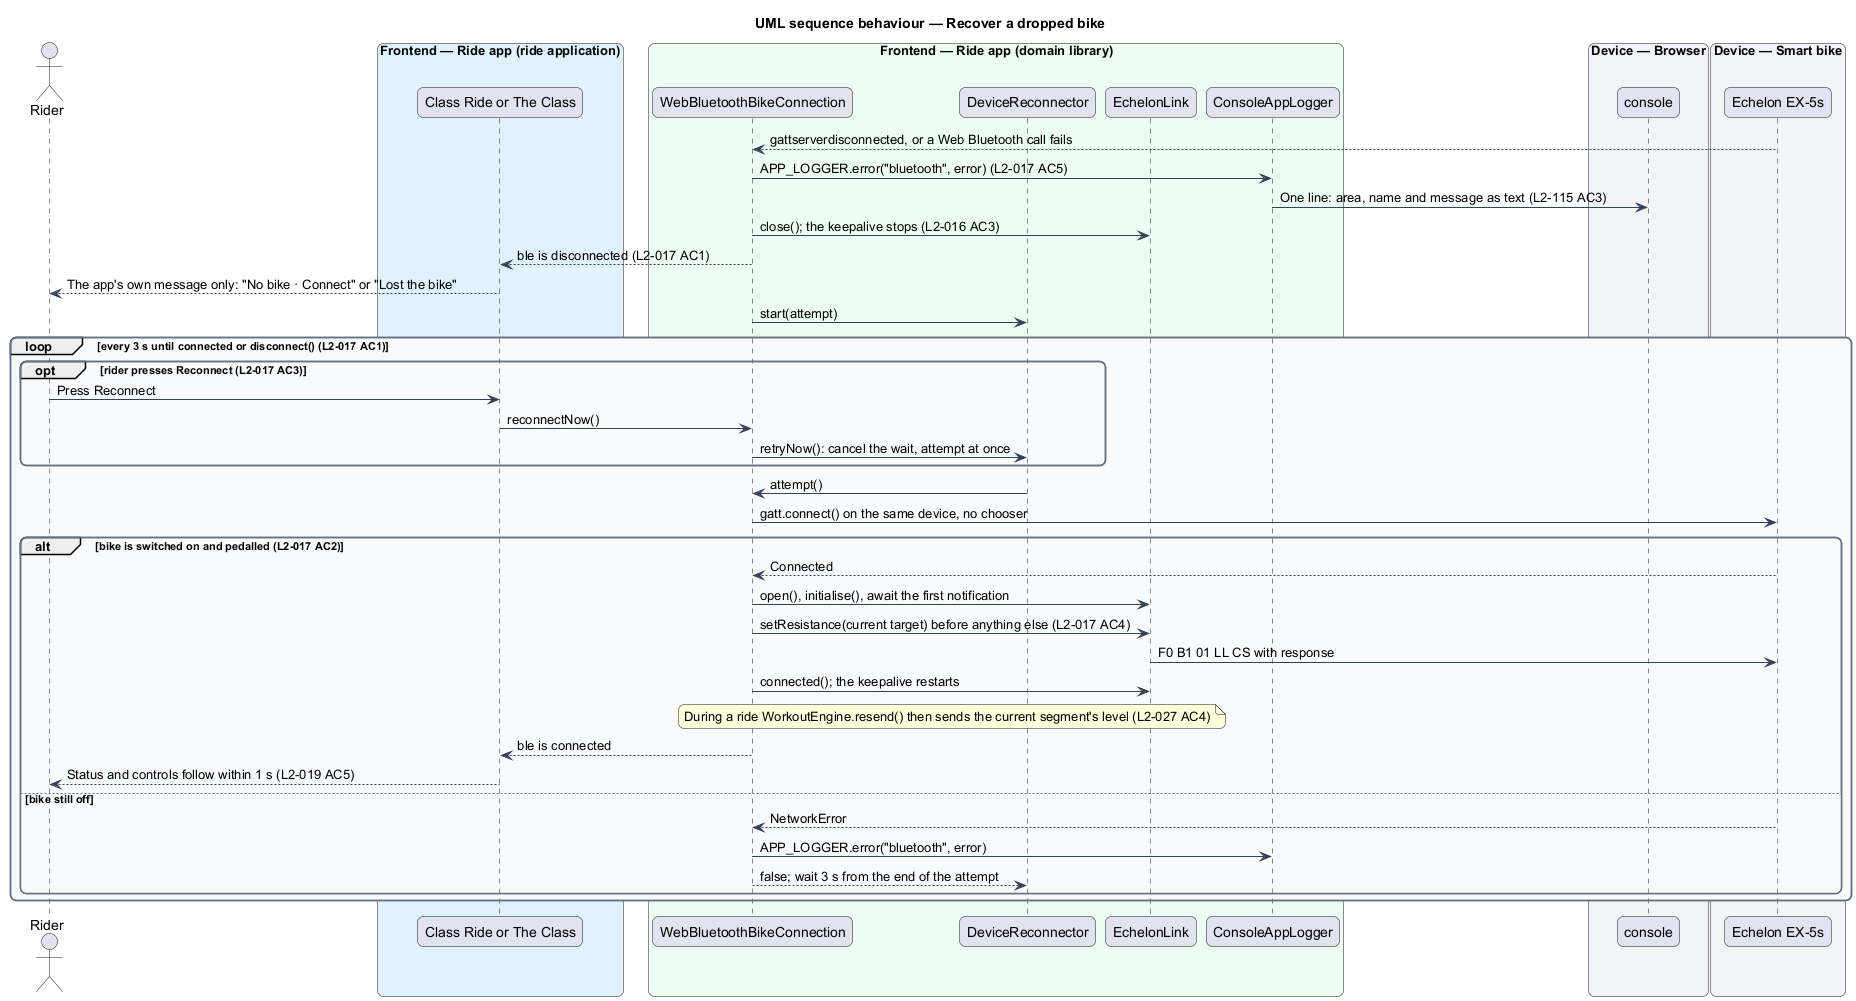 UML sequence behaviour — Recover a dropped bike
Frontend — Ride app (ride application)
Frontend — Ride app (domain library)
Device — Browser
Device — Smart bike
Rider
Class Ride or The Class
WebBluetoothBikeConnection
DeviceReconnector
EchelonLink
ConsoleAppLogger
console
Echelon EX-5s
gattserverdisconnected, or a Web Bluetooth call fails
APP_LOGGER.error("bluetooth", error) (L2-017 AC5)
One line: area, name and message as text (L2-115 AC3)
close(); the keepalive stops (L2-016 AC3)
ble is disconnected (L2-017 AC1)
The app's own message only: "No bike · Connect" or "Lost the bike"
start(attempt)
loop
[every 3 s until connected or disconnect() (L2-017 AC1)]
opt
[rider presses Reconnect (L2-017 AC3)]
Press Reconnect
reconnectNow()
retryNow(): cancel the wait, attempt at once
attempt()
gatt.connect() on the same device, no chooser
alt
[bike is switched on and pedalled (L2-017 AC2)]
Connected
open(), initialise(), await the first notification
setResistance(current target) before anything else (L2-017 AC4)
F0 B1 01 LL CS with response
connected(); the keepalive restarts
During a ride WorkoutEngine.resend() then sends the current segment's level (L2-027 AC4)
ble is connected
Status and controls follow within 1 s (L2-019 AC5)
[bike still off]
NetworkError
APP_LOGGER.error("bluetooth", error)
false; wait 3 s from the end of the attempt
Rider
Class Ride or The Class
WebBluetoothBikeConnection
DeviceReconnector
EchelonLink
ConsoleAppLogger
console
Echelon EX-5s